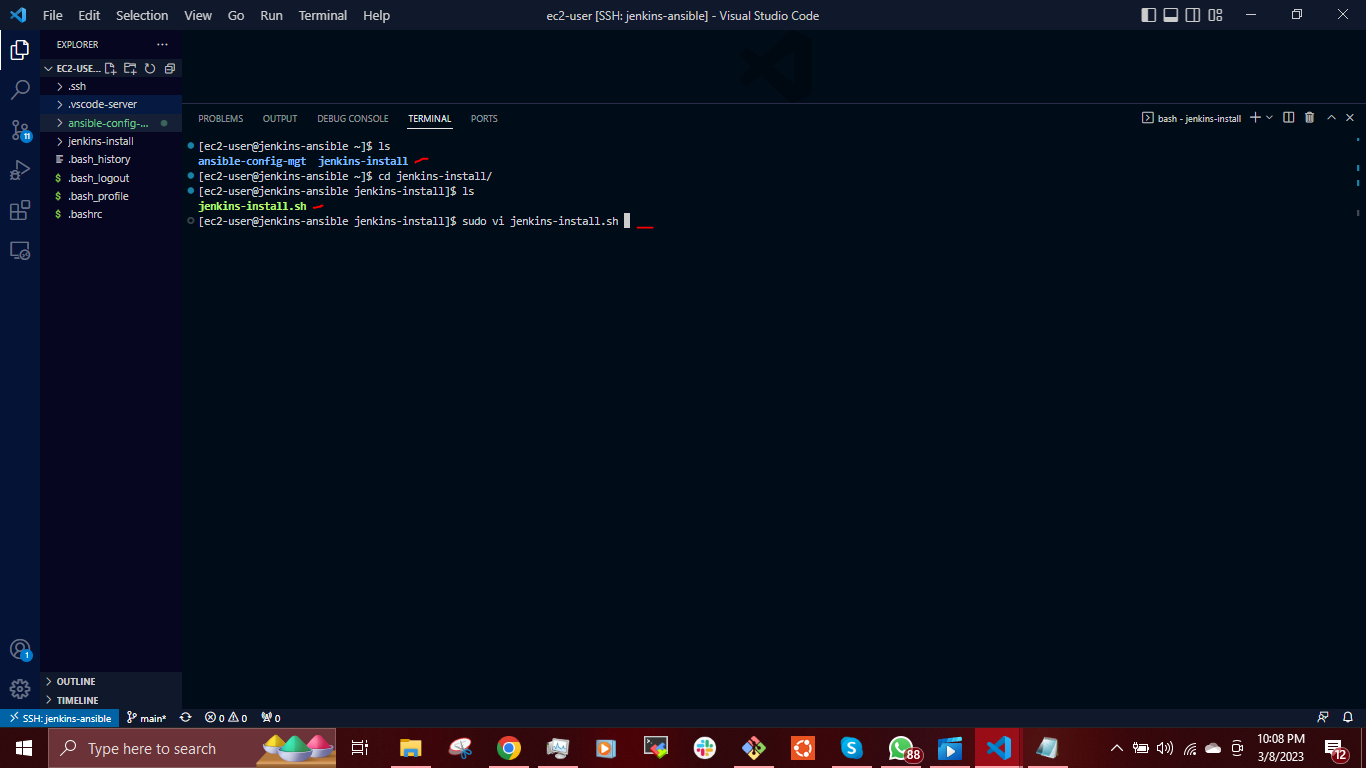 File Edit Selection View Go Run Terminal Help
ec2-user [SSH: jenkins-ansible] - Visual Studio Code
EXPLORER
EC2-USE...
.ssh
.vscode-server
ansible-config-...
jenkins-install
.bash_history
$ .bash_logout
$ .bash_profile
$ .bashrc
11
1
OUTLINE
TIMELINE
PROBLEMS OUTPUT DEBUG CONSOLE TERMINAL PORTS
bash - jenkins-install
[ec2-user@jenkins-ansible ~]$ ls
ansible-config-mgt jenkins-install
[ec2-user@jenkins-ansible ~]$ cd jenkins-install/
[ec2-user@jenkins-ansible jenkins-install]$ ls
jenkins-install.sh
[ec2-user@jenkins-ansible jenkins-install]$ sudo vi jenkins-install.sh
SSH: jenkins-ansible main* 0 0 0
Type here to search
88
10:08 PM
3/8/2023
12